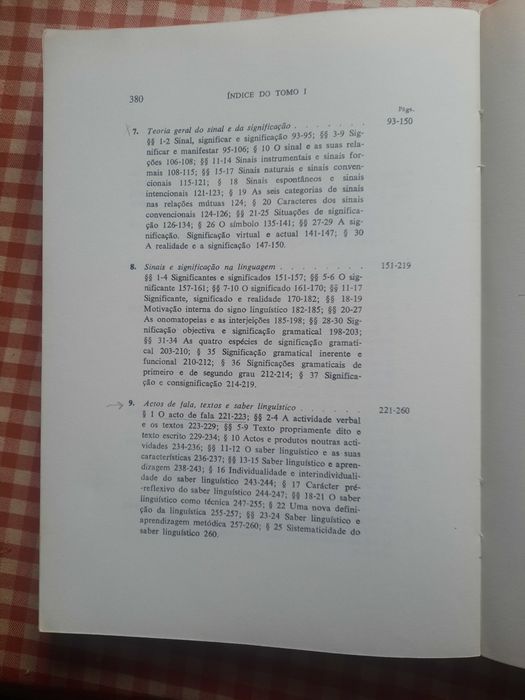 380
ÍNDICE DO TOMO I
Págs.
7. Teoria geral do sinal e da significação . . . . . . . 93-150
§§ 1-2 Sinal, significar e significação 93-95; §§ 3-9 Sig-
nificar e manifestar 95-106; § 10 O sinal e as suas rela-
ções 106-108; §§ 11-14 Sinais instrumentais e sinais for-
mais 108-115; §§ 15-17 Sinais naturais e sinais conven-
cionais 115-121; § 18 Sinais espontâneos e sinais
intencionais 121-123; § 19 As seis categorias de sinais
nas relações mútuas 124; § 20 Caracteres dos sinais
convencionais 124-126; §§ 21-25 Situações de significa-
ção 126-134; § 26 O símbolo 135-141; §§ 27-29 A sig-
nificação. Significação virtual e actual 141-147; § 30
A realidade e a significação 147-150.
8. Sinais e significação na linguagem . . . . . . . . 151-219
§§ 1-4 Significantes e significados 151-157; §§ 5-6 O sig-
nificante 157-161; §§ 7-10 O significado 161-170; §§ 11-17
Significante, significado e realidade 170-182; §§ 18-19
Motivação interna do signo linguístico 182-185; §§ 20-27
As onomatopeias e as interjeições 185-198; §§ 28-30 Sig-
nificação objectiva e significação gramatical 198-203;
§§ 31-34 As quatro espécies de significação gramati-
cal 203-210; § 35 Significação gramatical inerente e
funcional 210-212; § 36 Significações gramaticais de
primeiro e de segundo grau 212-214; § 37 Significa-
ção e consignificação 214-219.
9. Actos de fala, textos e saber linguístico . . . . . . 221-260
§ 1 O acto de fala 221-223; §§ 2-4 A actividade verbal
e os textos 223-229; §§ 5-9 Texto propriamente dito e
texto escrito 229-234; § 10 Actos e produtos noutras acti-
vidades 234-236; §§ 11-12 O saber linguístico e as suas
características 236-237; §§ 13-15 Saber linguístico e apren-
dizagem 238-243; § 16 Individualidade e interindividuali-
dade do saber linguístico 243-244; § 17 Carácter pré-
-reflexivo do saber linguístico 244-247; §§ 18-21 O saber
linguístico como técnica 247-255; § 22 Uma nova defini-
ção da linguística 255-257; §§ 23-24 Saber linguístico e
aprendizagem metódica 257-260; § 25 Sistematicidade do
saber linguístico 260.